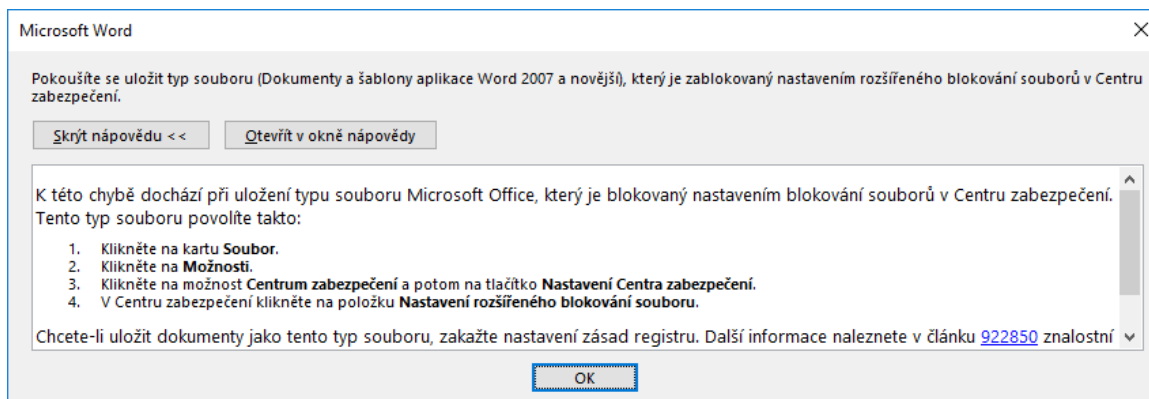 Microsoft Word
Pokoušíte se uložit typ souboru (Dokumenty a šablony aplikace Word 2007 a novější), který je zablokovaný nastavením rozšířeného blokování souborů v Centru
zabezpečení.
Skrýt nápovědu <<
Otevřít v okně nápovědy
K této chybě dochází při uložení typu souboru Microsoft Office, který je blokovaný nastavením blokování souborů v Centru zabezpečení.
Tento typ souboru povolíte takto:
1. Klikněte na kartu Soubor.
2. Klikněte na Možnosti.
3. Klikněte na možnost Centrum zabezpečení a potom na tlačítko Nastavení Centra zabezpečení.
4. V Centru zabezpečení klikněte na položku Nastavení rozšířeného blokování souboru.
Chcete-li uložit dokumenty jako tento typ souboru, zakažte nastavení zásad registru. Další informace naleznete v článku 922850 znalostní
OK